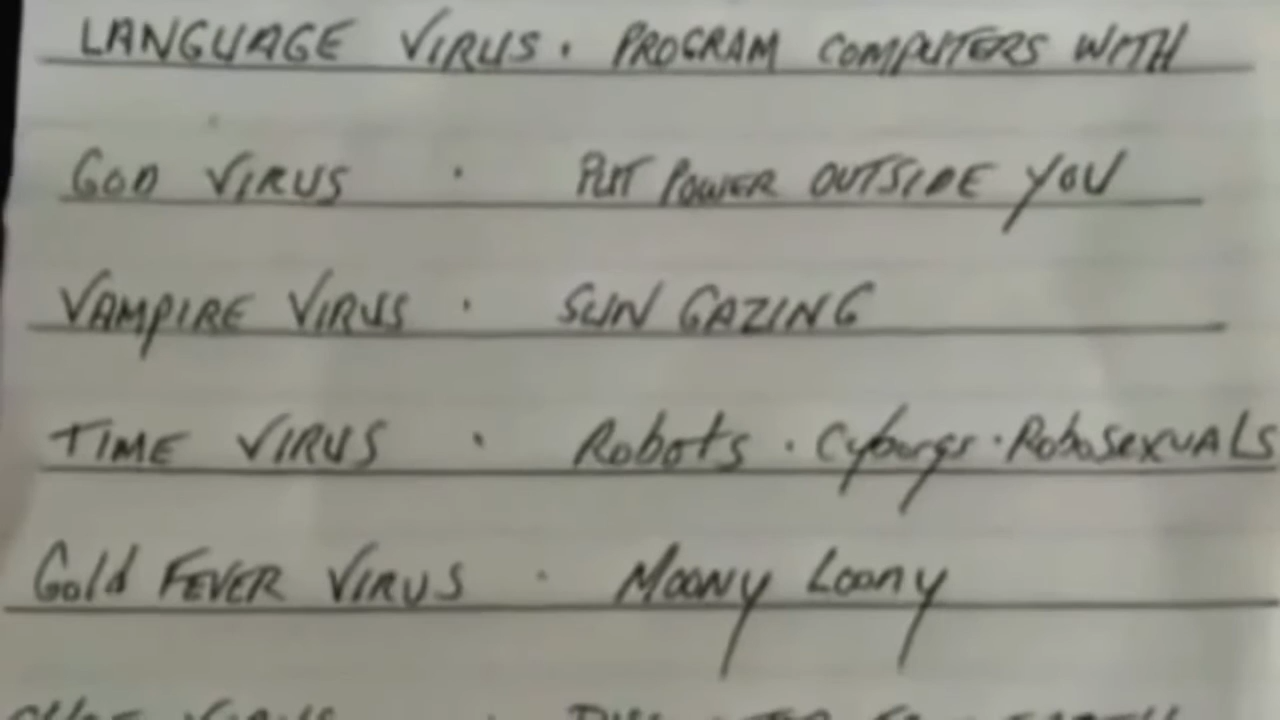 LANGUAGE VIRUS · PROGRAM COMPUTERS WITH
GOD VIRUS · PUT POWER OUTSIDE YOU
VAMPIRE VIRUS · SUN GAZING
TIME VIRUS · Robots · Cyborgs · RoboSEXUALS
Gold FEVER VIRUS · Moony Loony
VIRUS ·